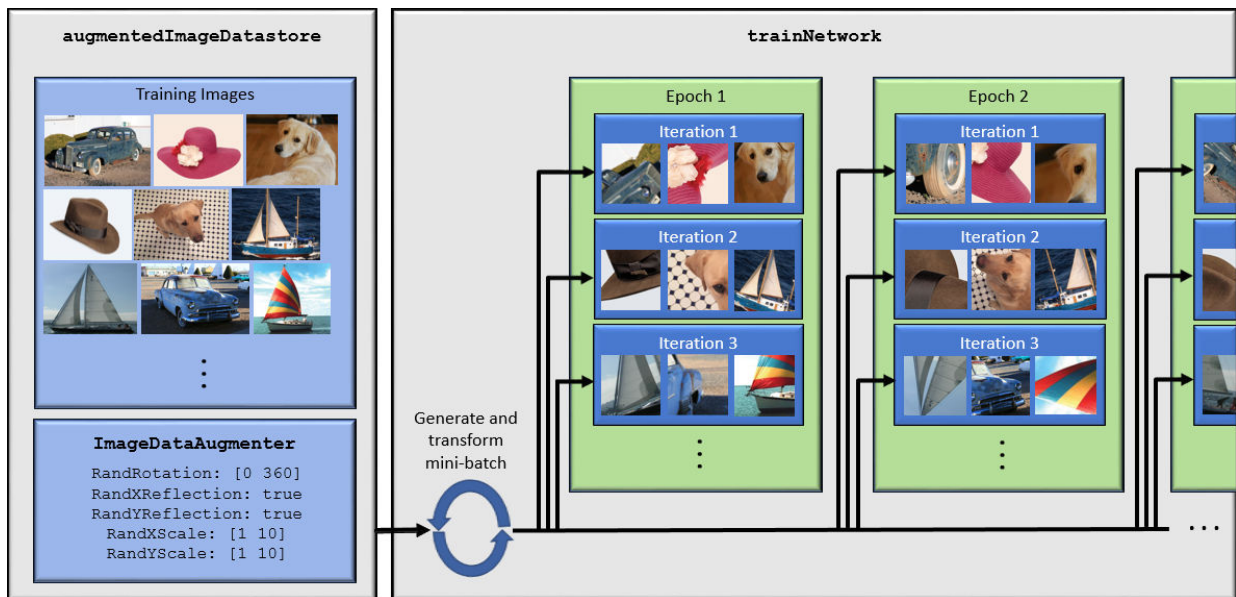 augmentedImageDatastore
Training Images
ImageDataAugmenter
RandRotation: [0 360]
RandXReflection: true
RandYReflection: true
RandXScale: [1 10]
RandYScale: [1 10]
trainNetwork
Generate and
transform
mini-batch
Epoch 1
Iteration 1
Iteration 2
Iteration 3
Epoch 2
Iteration 1
Iteration 2
Iteration 3